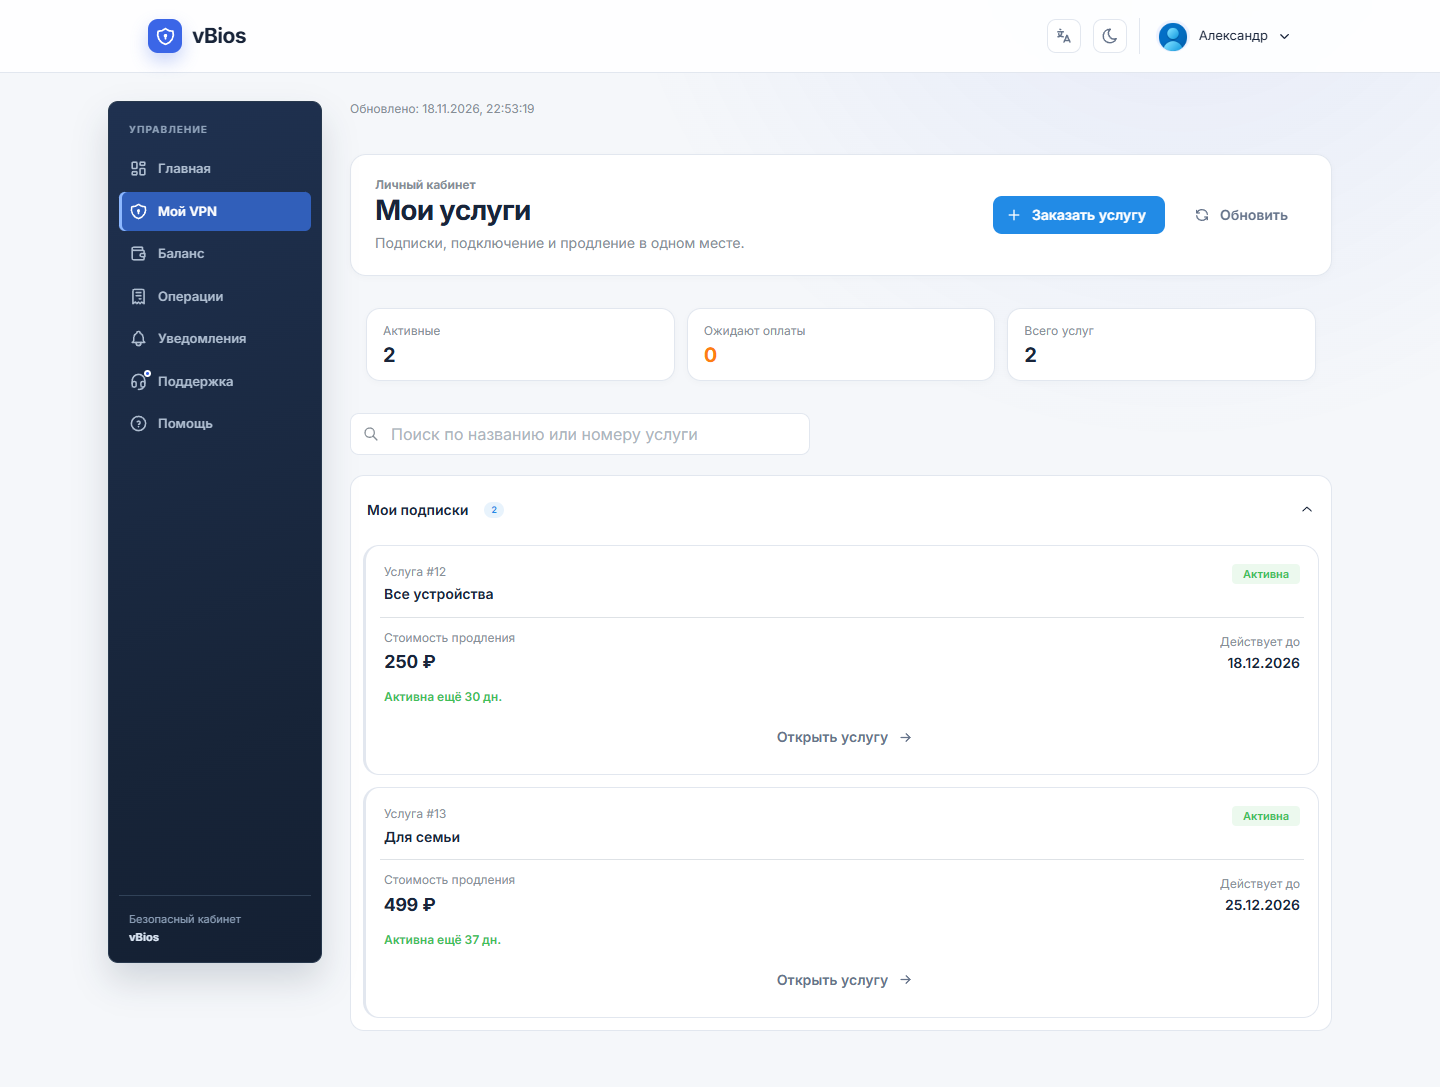 vBios
Александр
УПРАВЛЕНИЕ
Главная
Мой VPN
Баланс
Операции
Уведомления
Поддержка
Помощь
Безопасный кабинет
vBios
Обновлено: 18.11.2026, 22:53:19
Личный кабинет
Мои услуги
Подписки, подключение и продление в одном месте.
Заказать услугу
Обновить
Активные
2
Ожидают оплаты
0
Всего услуг
2
Поиск по названию или номеру услуги
Мои подписки 2
Услуга #12
Активна
Все устройства
Стоимость продления
250 ₽
Действует до
18.12.2026
Активна ещё 30 дн.
Открыть услугу
Услуга #13
Активна
Для семьи
Стоимость продления
499 ₽
Действует до
25.12.2026
Активна ещё 37 дн.
Открыть услугу